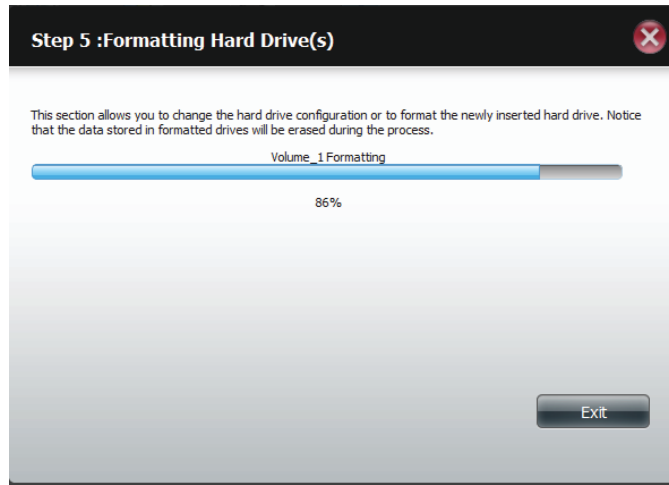 Step 5 :Formatting Hard Drive(s)
This section allows you to change the hard drive configuration or to format the newly inserted hard drive. Notice
that the data stored in formatted drives will be erased during the process.
Volume_1 Formatting
86%
Exit